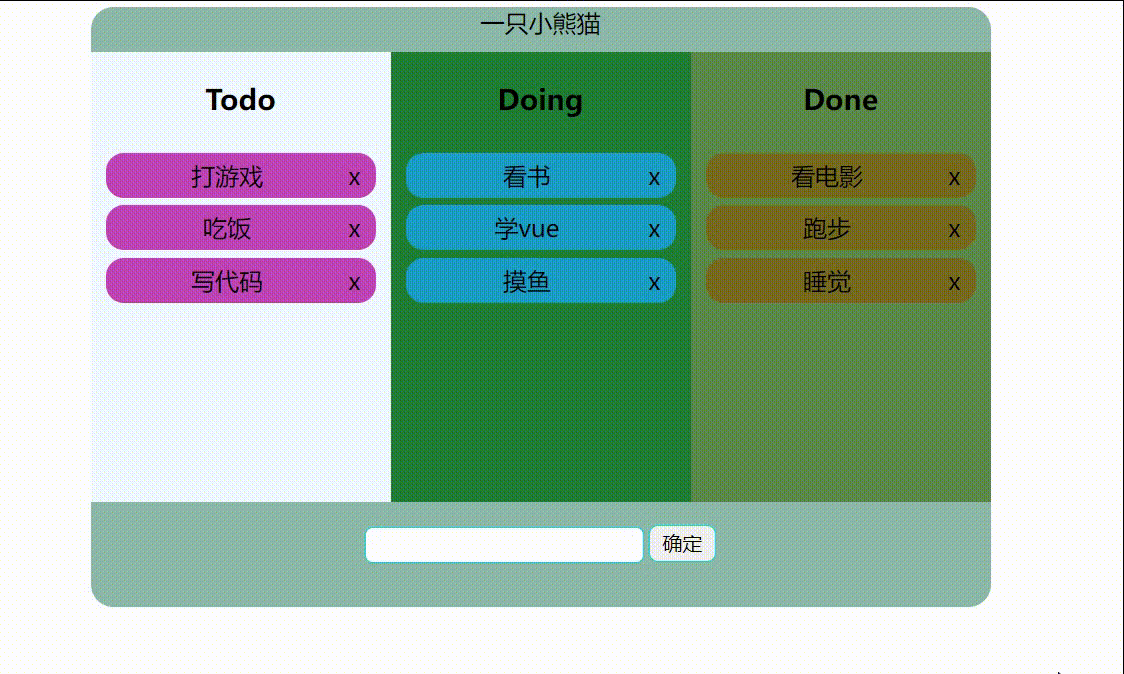 一只小熊猫
Todo
打游戏 x
吃饭 x
写代码 x
Doing
看书 x
学vue x
摸鱼 x
Done
看电影 x
跑步 x
睡觉 x
确定